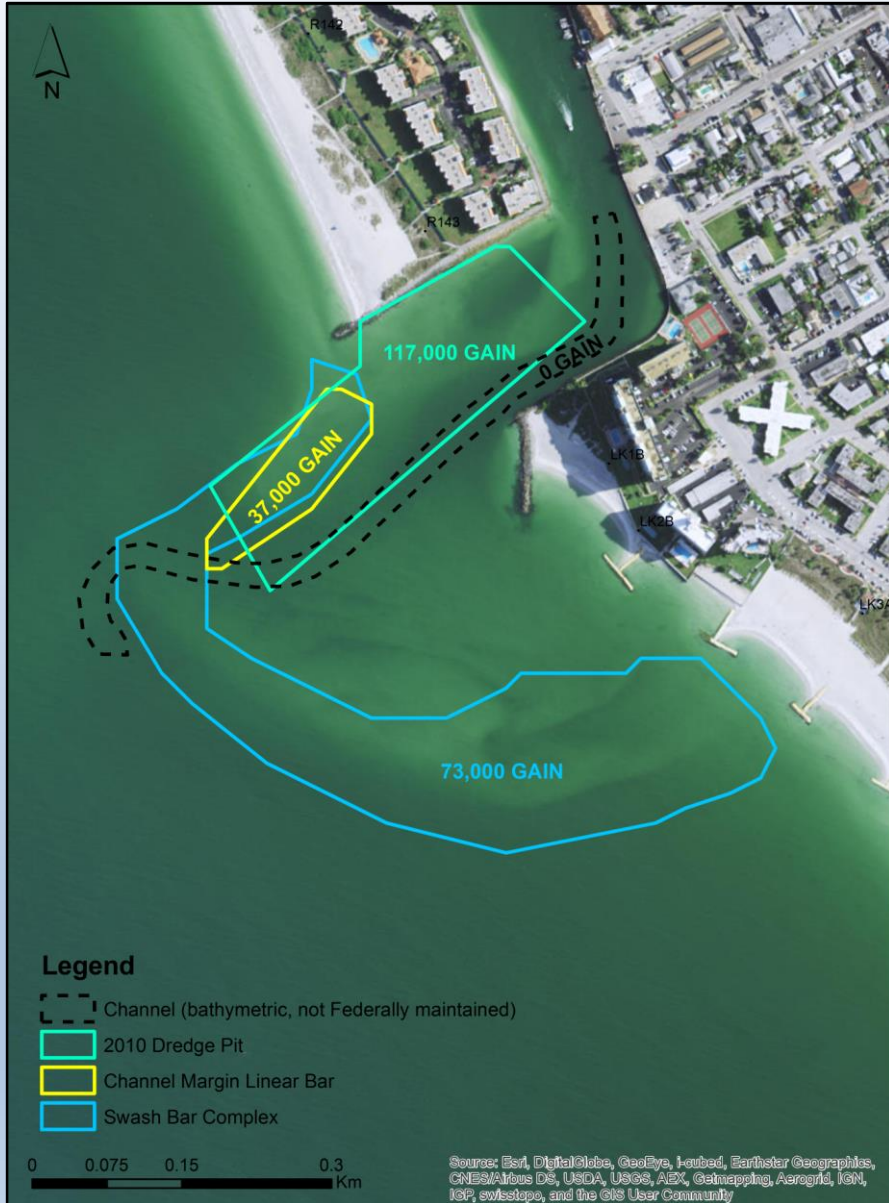 R142
N
R143
117,000 GAIN
0 GAIN
37,000 GAIN
LK1B
LK2B
LK3A
73,000 GAIN
Legend
Channel (bathymetric, not Federally maintained)
2010 Dredge Pit
Channel Margin Linear Bar
Swash Bar Complex
0 0.075 0.15 0.3
Km
Source: Esri, DigitalGlobe, GeoEye, i-cubed, Earthstar Geographics,
CNES/Airbus DS, USDA, USGS, AEX, Getmapping, Aerogrid, IGN,
IGP, swisstopo, and the GIS User Community